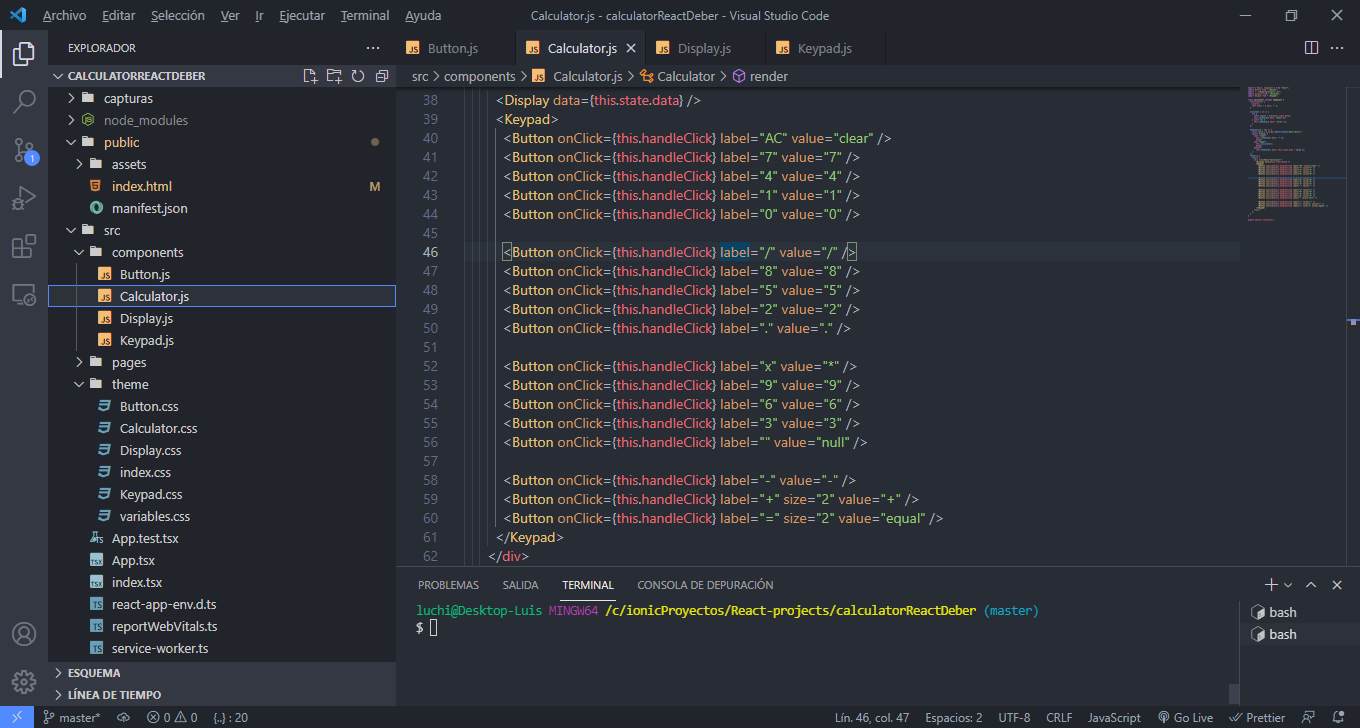 Archivo Editar Selección Ver Ir Ejecutar Terminal Ayuda Calculator.js - calculatorReactDeber - Visual Studio Code
EXPLORADOR
CALCULATORREACTDEBER
capturas
node_modules
public
assets
index.html M
manifest.json
src
components
Button.js
Calculator.js
Display.js
Keypad.js
pages
theme
Button.css
Calculator.css
Display.css
index.css
Keypad.css
variables.css
App.test.tsx
App.tsx
index.tsx
react-app-env.d.ts
reportWebVitals.ts
service-worker.ts
ESQUEMA
LÍNEA DE TIEMPO
1
Button.js Calculator.js Display.js Keypad.js
src > components > Calculator.js > Calculator > render
38 <Display data={this.state.data} />
39 <Keypad>
40 <Button onClick={this.handleClick} label="AC" value="clear" />
41 <Button onClick={this.handleClick} label="7" value="7" />
42 <Button onClick={this.handleClick} label="4" value="4" />
43 <Button onClick={this.handleClick} label="1" value="1" />
44 <Button onClick={this.handleClick} label="0" value="0" />
45
46 <Button onClick={this.handleClick} label="/" value="/" />
47 <Button onClick={this.handleClick} label="8" value="8" />
48 <Button onClick={this.handleClick} label="5" value="5" />
49 <Button onClick={this.handleClick} label="2" value="2" />
50 <Button onClick={this.handleClick} label="." value="." />
51
52 <Button onClick={this.handleClick} label="x" value="*" />
53 <Button onClick={this.handleClick} label="9" value="9" />
54 <Button onClick={this.handleClick} label="6" value="6" />
55 <Button onClick={this.handleClick} label="3" value="3" />
56 <Button onClick={this.handleClick} label="" value="null" />
57
58 <Button onClick={this.handleClick} label="-" value="-" />
59 <Button onClick={this.handleClick} label="+" size="2" value="+" />
60 <Button onClick={this.handleClick} label="=" size="2" value="equal" />
61 </Keypad>
62 </div>
PROBLEMAS SALIDA TERMINAL CONSOLA DE DEPURACIÓN
luchi@Desktop-Luis MINGW64 /c/ionicProyectos/React-projects/calculatorReactDeber (master)
$
bash
bash
master* 0 0 {..} : 20 Lín. 46, col. 47 Espacios: 2 UTF-8 CRLF JavaScript Go Live Prettier